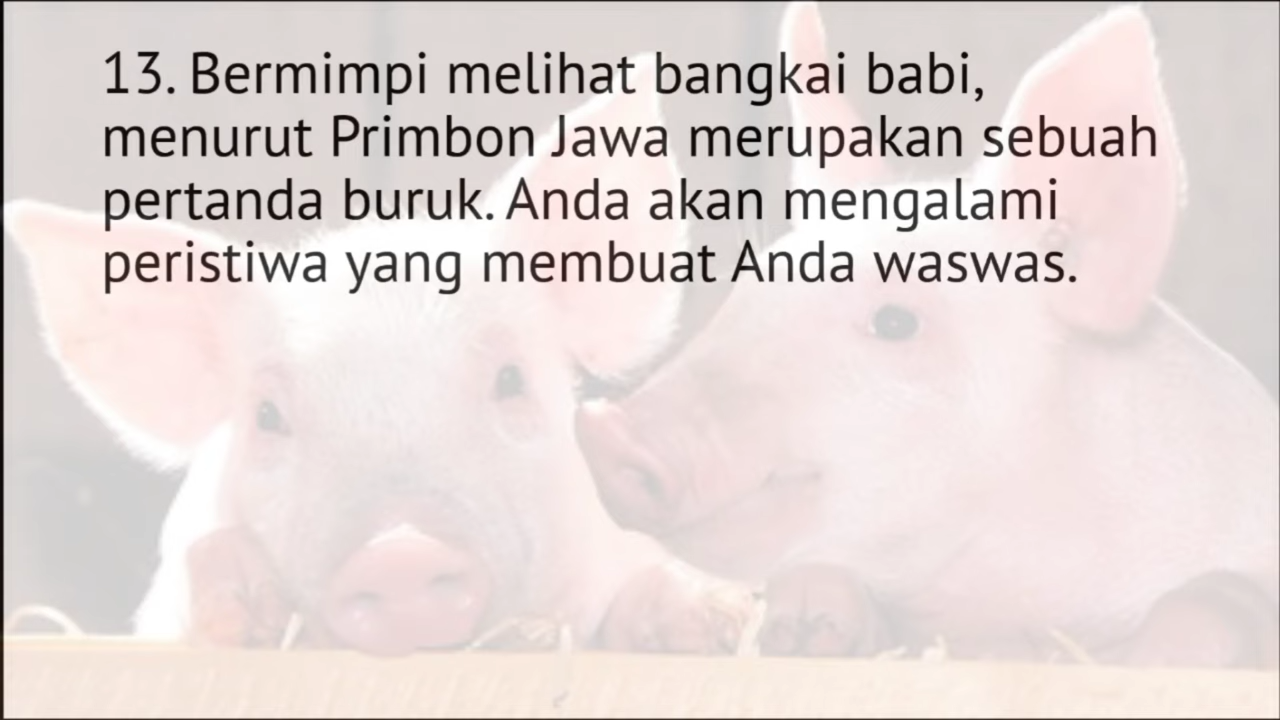 13. Bermimpi melihat bangkai babi,
menurut Primbon Jawa merupakan sebuah
pertanda buruk. Anda akan mengalami
peristiwa yang membuat Anda waswas.